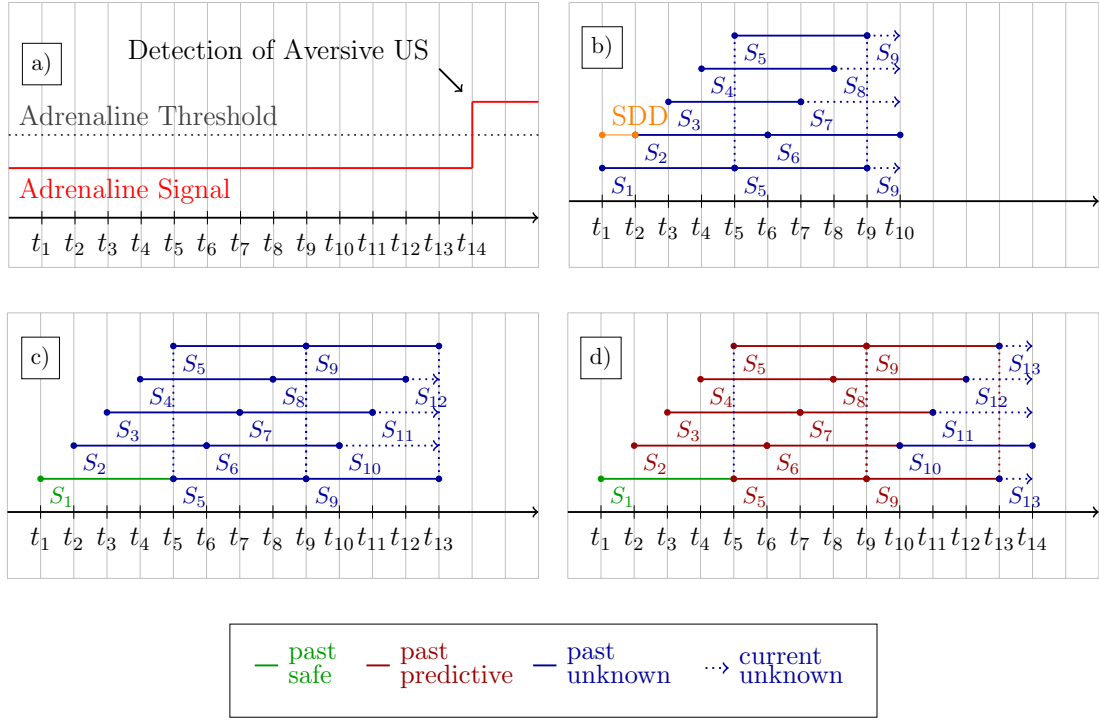 a)
Detection of Aversive US
Adrenaline Threshold
Adrenaline Signal
t₁ t₂ t₃ t₄ t₅ t₆ t₇ t₈ t₉ t₁₀ t₁₁ t₁₂ t₁₃ t₁₄
b)
S₅ S₉
S₄ S₈
SDD S₃ S₇
S₂ S₆
S₁ S₅ S₉
t₁ t₂ t₃ t₄ t₅ t₆ t₇ t₈ t₉ t₁₀
c)
S₅ S₉
S₄ S₈ S₁₂
S₃ S₇ S₁₁
S₂ S₆ S₁₀
S₁ S₅ S₉
t₁ t₂ t₃ t₄ t₅ t₆ t₇ t₈ t₉ t₁₀ t₁₁ t₁₂ t₁₃
d)
S₅ S₉ S₁₃
S₄ S₈ S₁₂
S₃ S₇ S₁₁
S₂ S₆ S₁₀
S₁ S₅ S₉ S₁₃
t₁ t₂ t₃ t₄ t₅ t₆ t₇ t₈ t₉ t₁₀ t₁₁ t₁₂ t₁₃ t₁₄
past
safe
past
predictive
past
unknown
current
unknown